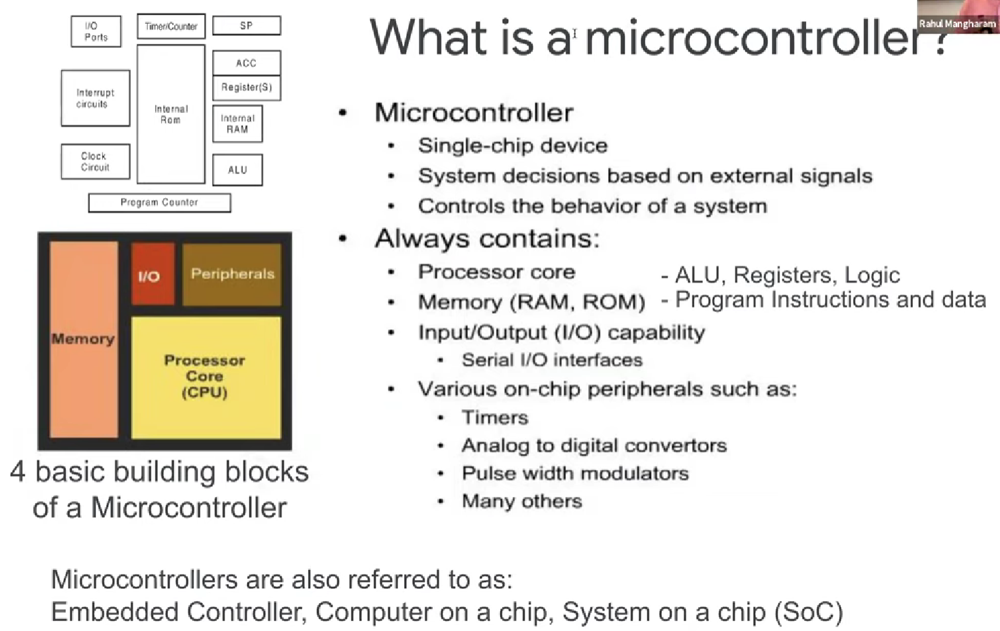 What is a microcontroller?
Rahul Mangharam
I/O
Ports
Timer/Counter
SP
ACC
Register(S)
Interrupt
circuits
Internal
Rom
Internal
RAM
Clock
Circuit
ALU
Program Counter
Memory
I/O
Peripherals
Processor
Core
(CPU)
4 basic building blocks
of a Microcontroller
• Microcontroller
• Single-chip device
• System decisions based on external signals
• Controls the behavior of a system
• Always contains:
• Processor core - ALU, Registers, Logic
• Memory (RAM, ROM) - Program Instructions and data
• Input/Output (I/O) capability
• Serial I/O interfaces
• Various on-chip peripherals such as:
• Timers
• Analog to digital convertors
• Pulse width modulators
• Many others
Microcontrollers are also referred to as:
Embedded Controller, Computer on a chip, System on a chip (SoC)